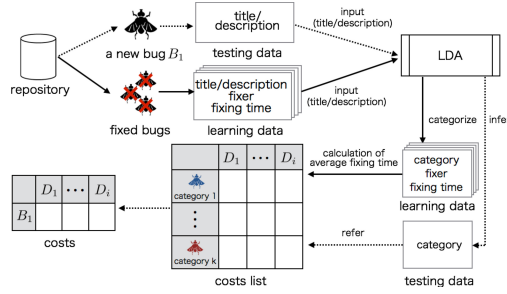 repository
a new bug B1
fixed bugs
title/
description
testing data
title/description
fixer
fixing time
learning data
input
(title/description)
input
(title/description)
LDA
categorize
infe
category
fixer
fixing time
learning data
calculation of
average fixing time
D1 ... Di
category 1
category k
costs list
refer
category
testing data
D1 ... Di
B1
costs